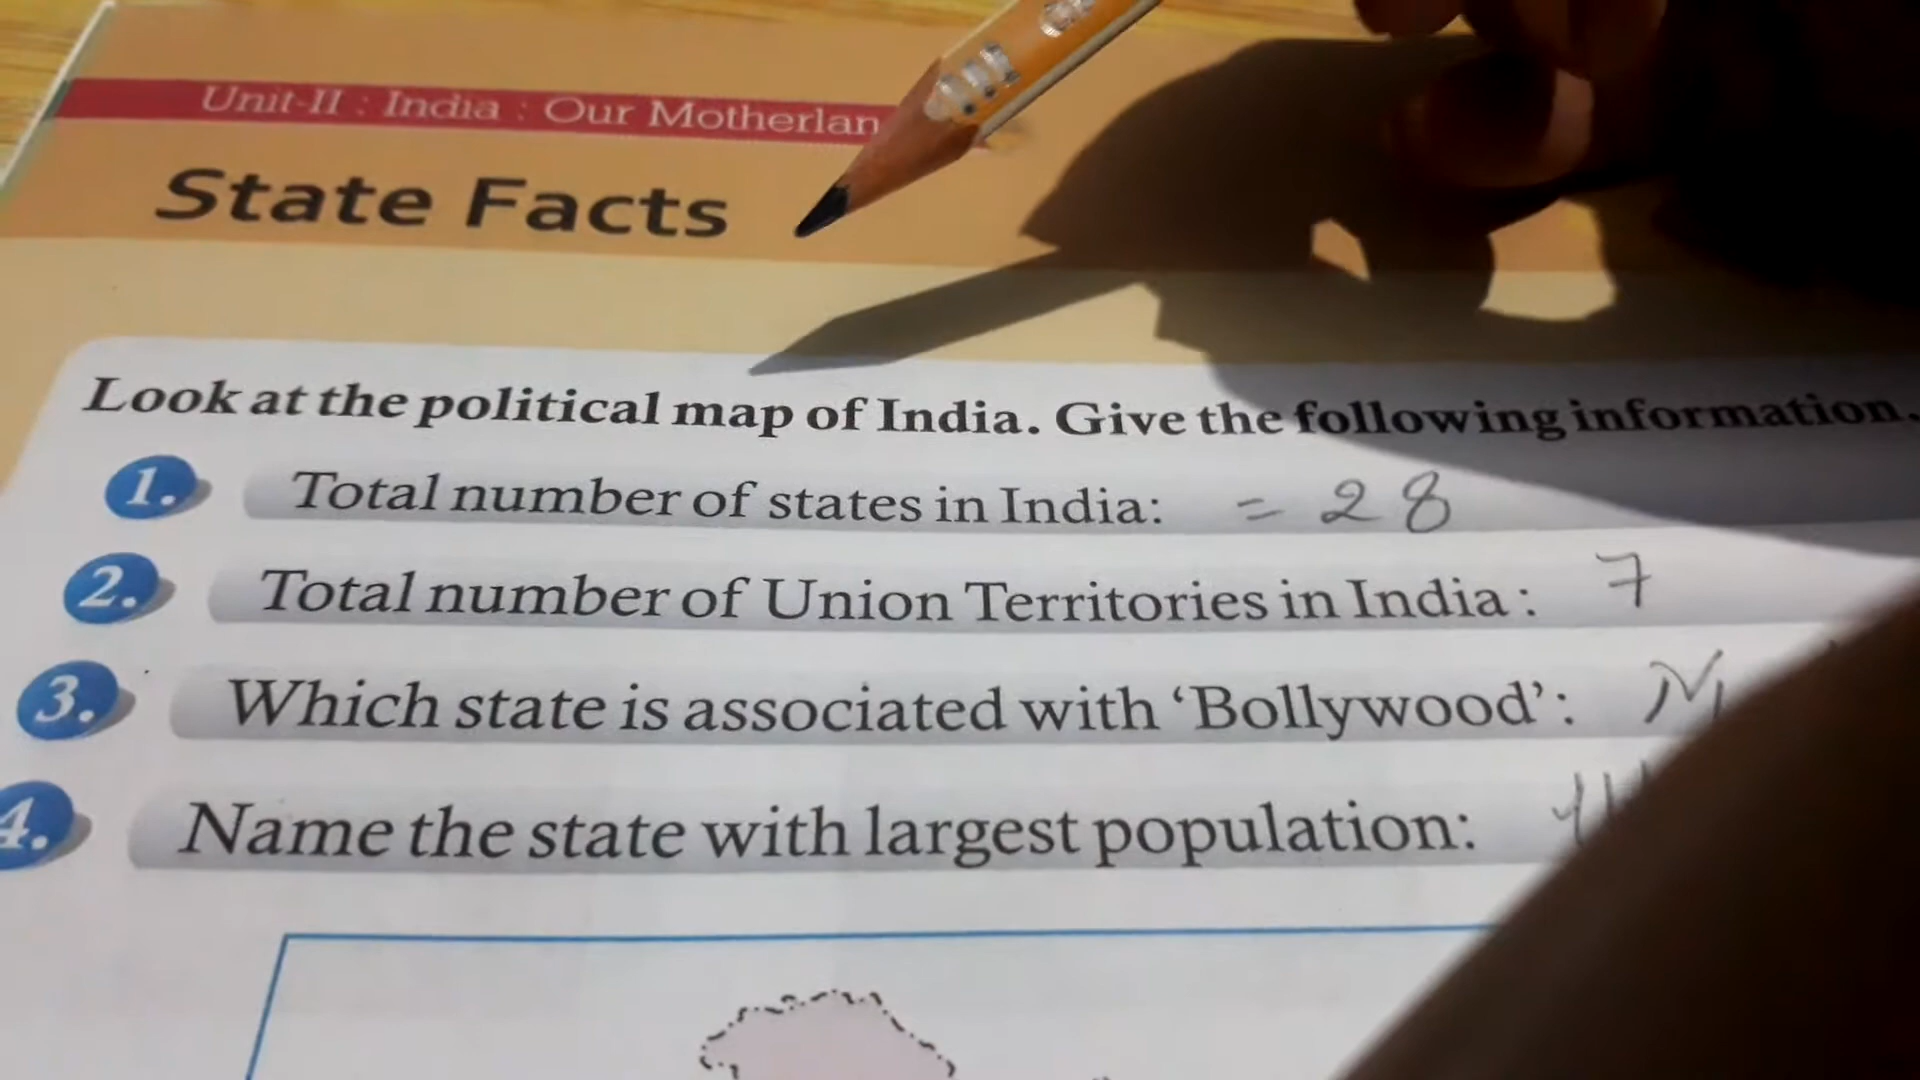 Unit-II : India : Our Motherlan
State Facts
Look at the political map of India. Give the following information.
1. Total number of states in India: = 28
2. Total number of Union Territories in India : 7
3. Which state is associated with ‘Bollywood’:
4. Name the state with largest population: